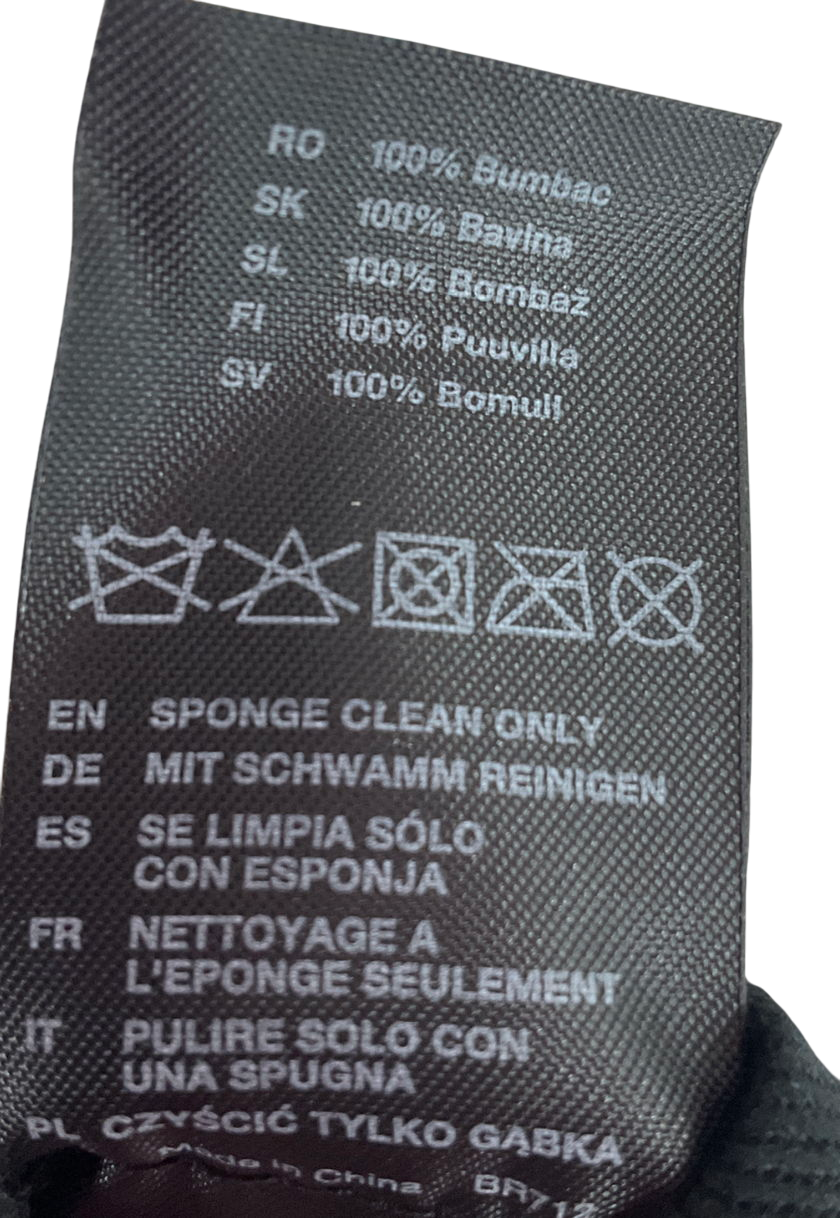 RO 100% Bumbac
SK 100% Bavlna
SL 100% Bombaž
FI 100% Puuvilla
SV 100% Bomull
EN SPONGE CLEAN ONLY
DE MIT SCHWAMM REINIGEN
ES SE LIMPIA SÓLO
CON ESPONJA
FR NETTOYAGE A
L'EPONGE SEULEMENT
IT PULIRE SOLO CON
UNA SPUGNA
PL CZYŚCIĆ TYLKO GĄBKĄ
Made in China